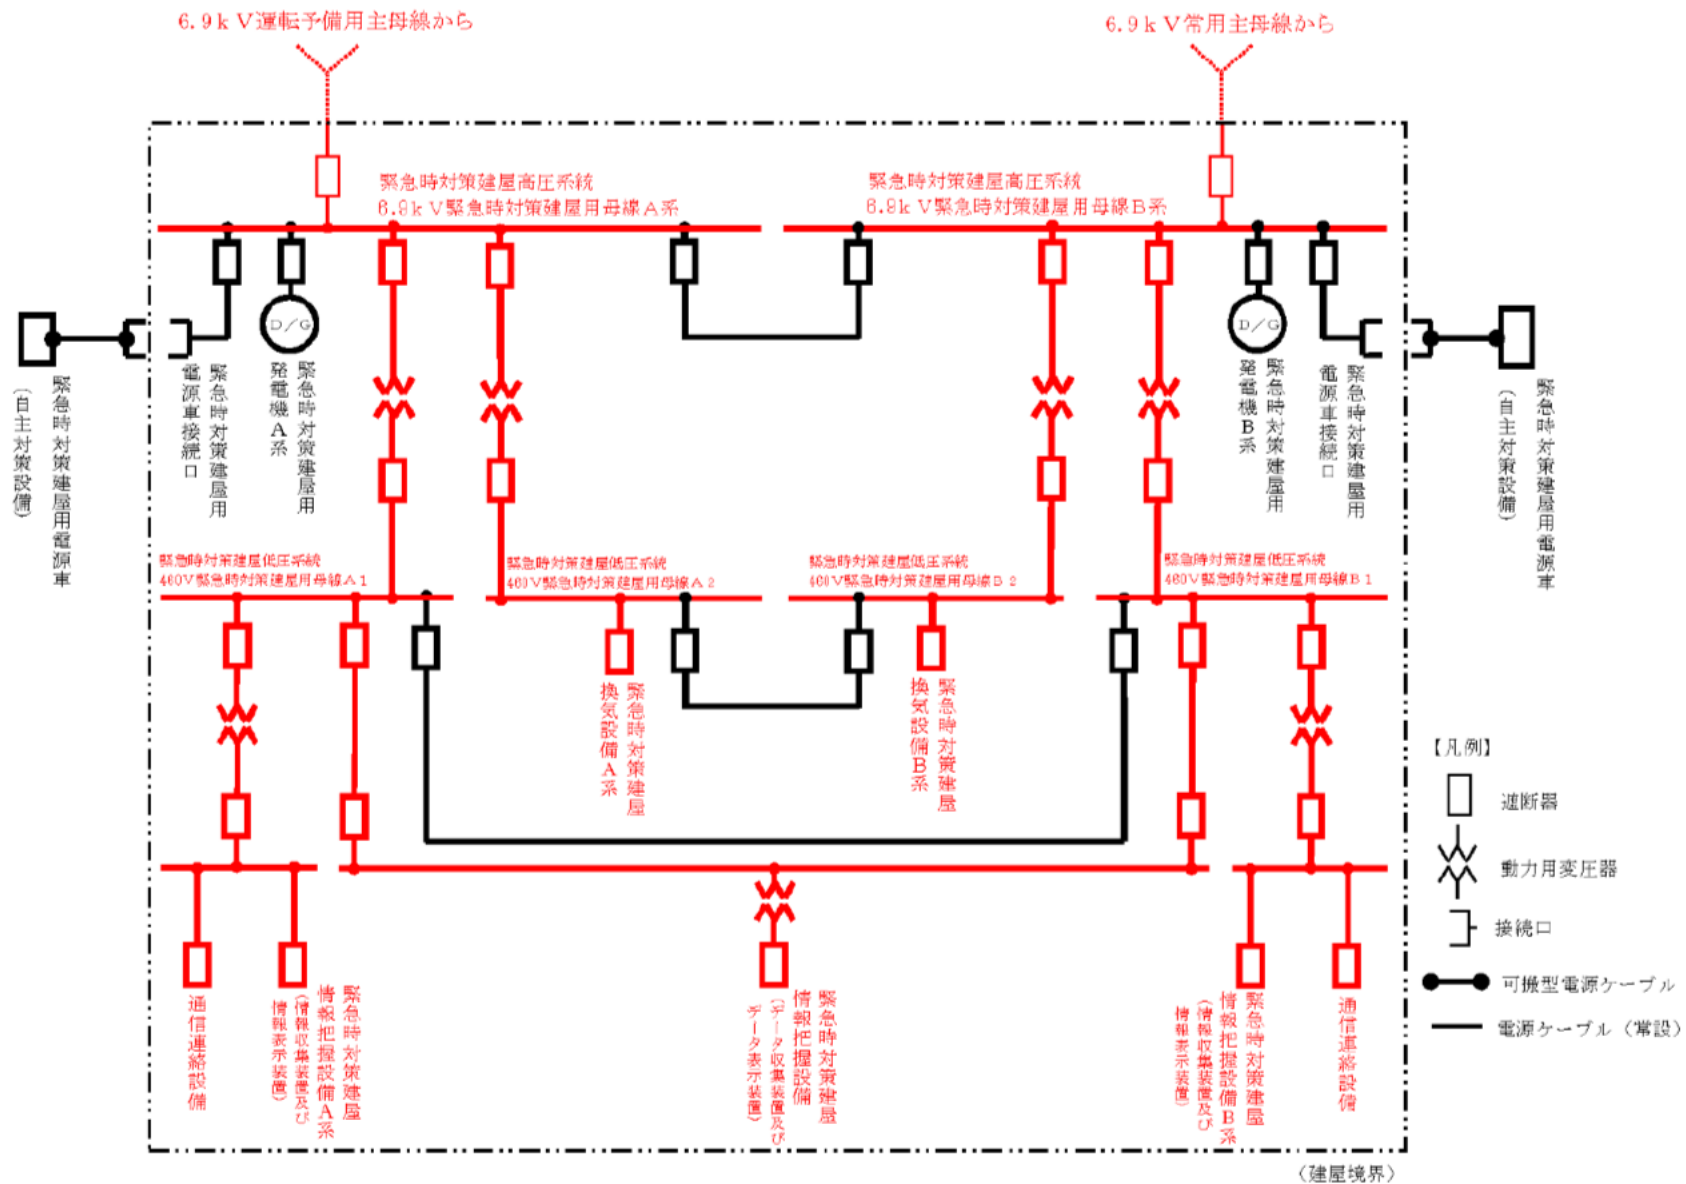 6.9kV運転予備用主母線から
6.9kV常用主母線から
緊急時対策建屋高圧系統
6.9kV緊急時対策建屋用母線A系
緊急時対策建屋高圧系統
6.9kV緊急時対策建屋用母線B系
緊急時対策建屋用電源車
(自主対策設備)
緊急時対策建屋用
電源車接続口
D/G
緊急時対策建屋用
発電機A系
D/G
緊急時対策建屋用
発電機B系
緊急時対策建屋用
電源車接続口
緊急時対策建屋用電源車
(自主対策設備)
緊急時対策建屋低圧系統
460V緊急時対策建屋用母線A1
緊急時対策建屋低圧系統
460V緊急時対策建屋用母線A2
緊急時対策建屋低圧系統
460V緊急時対策建屋用母線B2
緊急時対策建屋低圧系統
460V緊急時対策建屋用母線B1
緊急時対策建屋
換気設備A系
緊急時対策建屋
換気設備B系
通信連絡設備
緊急時対策建屋
情報把握設備A系
(情報収集装置及び
情報表示装置)
緊急時対策建屋
情報把握設備
(データ収集装置及び
データ表示装置)
緊急時対策建屋
情報把握設備B系
(情報収集装置及び
情報表示装置)
通信連絡設備
【凡例】
遮断器
動力用変圧器
接続口
可搬型電源ケーブル
電源ケーブル(常設)
(建屋境界)